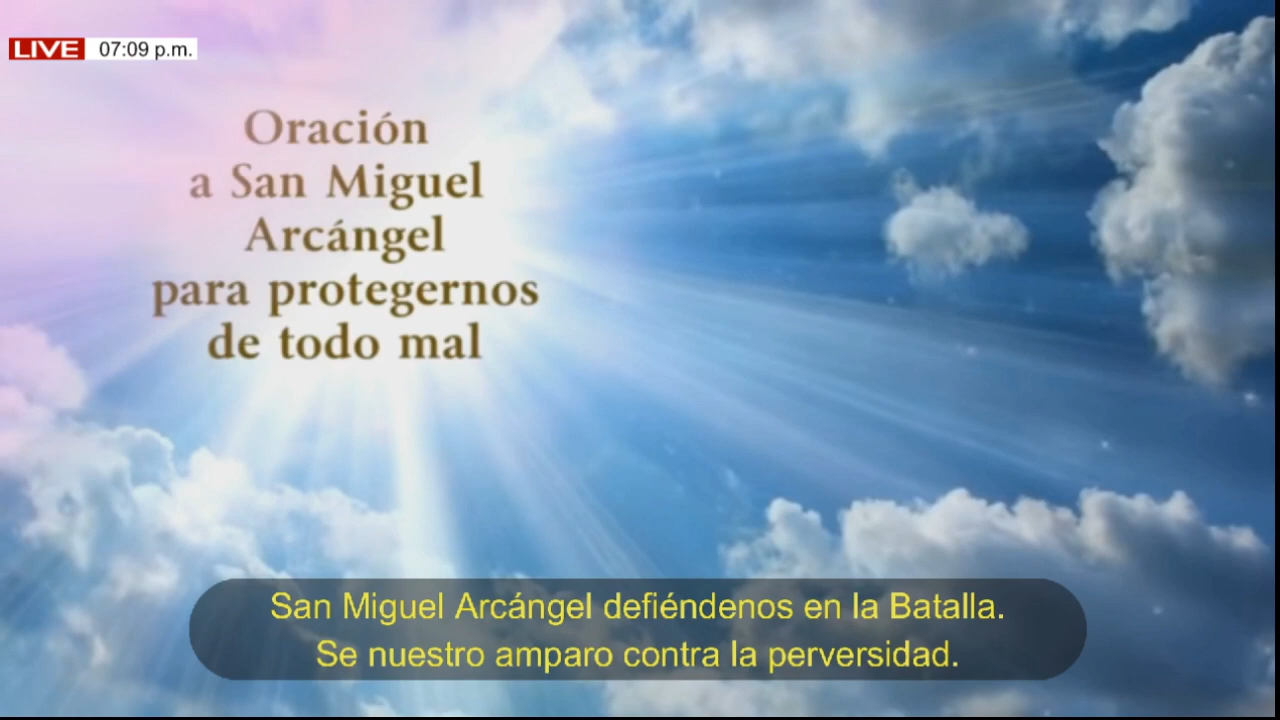 LIVE 07:09 p.m.
Oración
a San Miguel
Arcángel
para protegernos
de todo mal
San Miguel Arcángel defiéndenos en la Batalla.
Se nuestro amparo contra la perversidad.